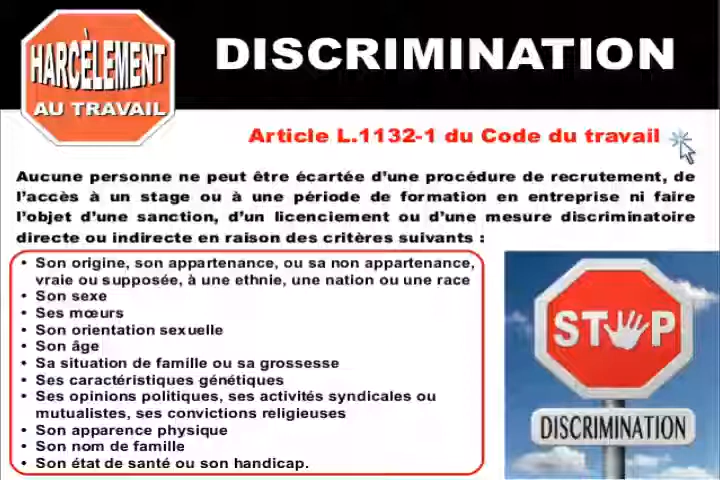 HARCÈLEMENT
AU TRAVAIL
DISCRIMINATION
Article L.1132-1 du Code du travail
Aucune personne ne peut être écartée d'une procédure de recrutement, de
l'accès à un stage ou à une période de formation en entreprise ni faire
l'objet d'une sanction, d'un licenciement ou d'une mesure discriminatoire
directe ou indirecte en raison des critères suivants :
• Son origine, son appartenance, ou sa non appartenance,
vraie ou supposée, à une ethnie, une nation ou une race
• Son sexe
• Ses mœurs
• Son orientation sexuelle
• Son âge
• Sa situation de famille ou sa grossesse
• Ses caractéristiques génétiques
• Ses opinions politiques, ses activités syndicales ou
mutualistes, ses convictions religieuses
• Son apparence physique
• Son nom de famille
• Son état de santé ou son handicap.
STOP
DISCRIMINATION